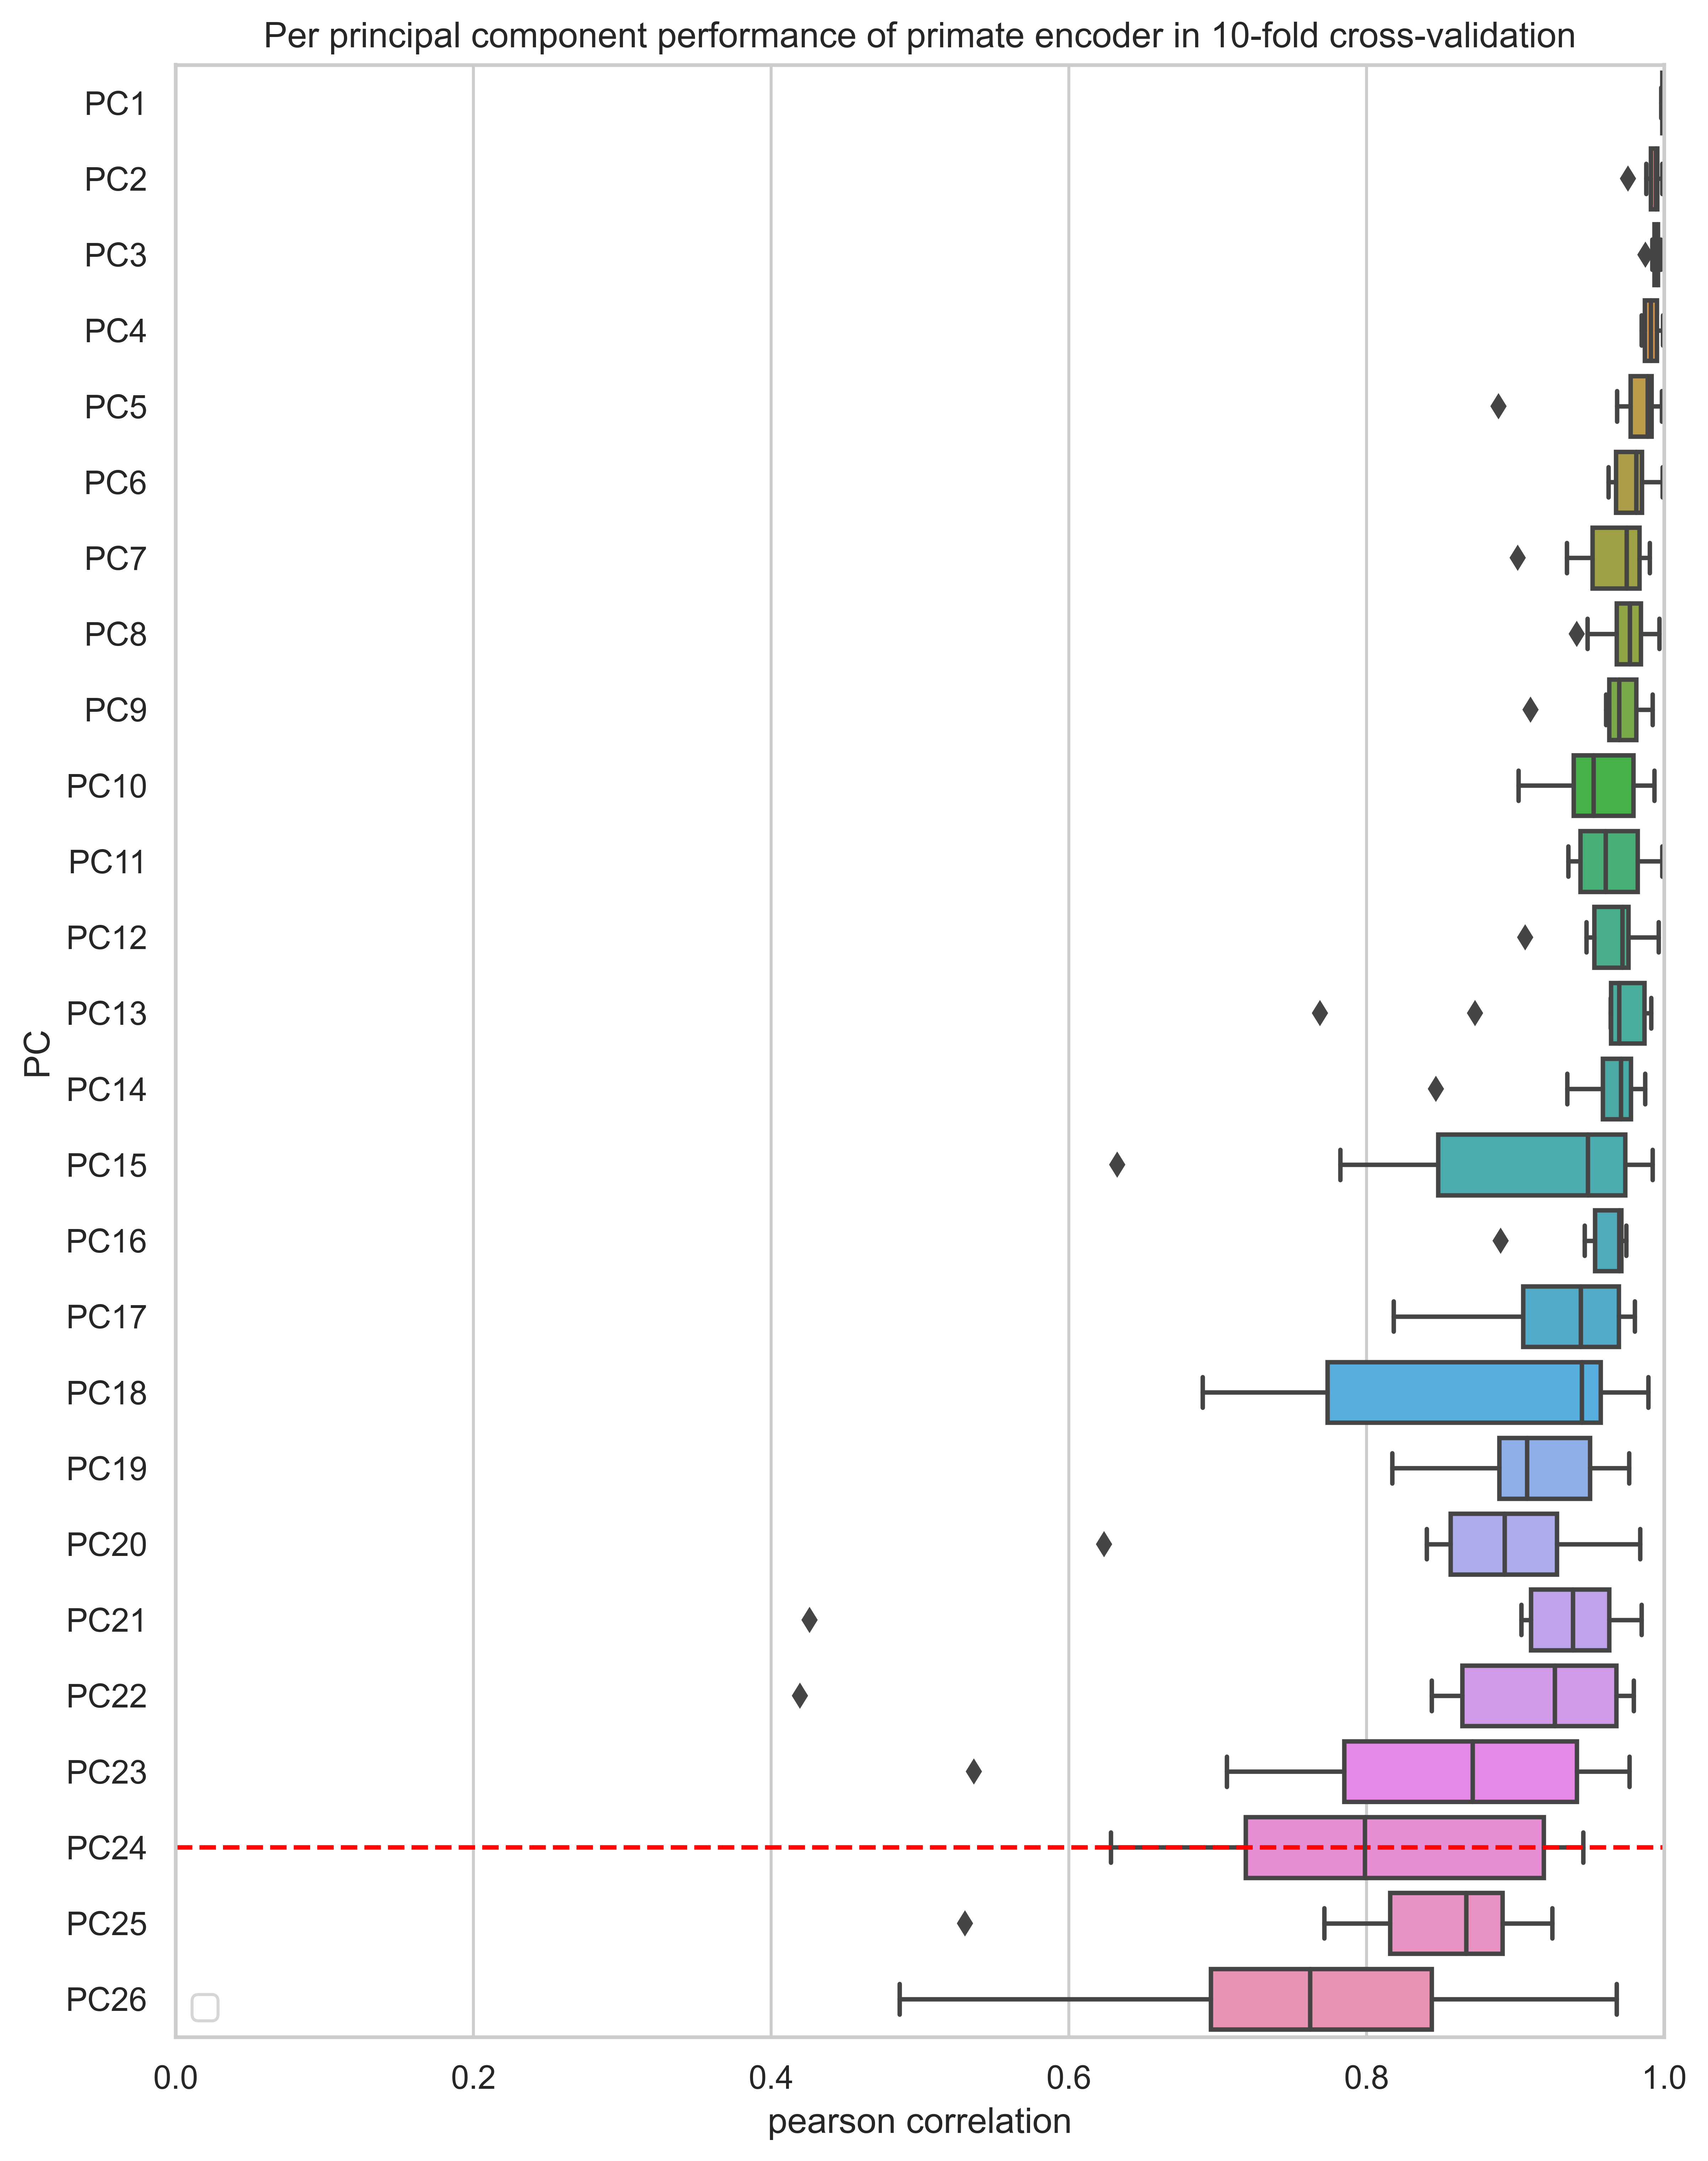 Per principal component performance of primate encoder in 10-fold cross-validation
PC1
PC2
PC3
PC4
PC5
PC6
PC7
PC8
PC9
PC10
PC11
PC12
PC13
PC14
PC15
PC16
PC17
PC18
PC19
PC20
PC21
PC22
PC23
PC24
PC25
PC26
PC
0.0 0.2 0.4 0.6 0.8 1.0
pearson correlation